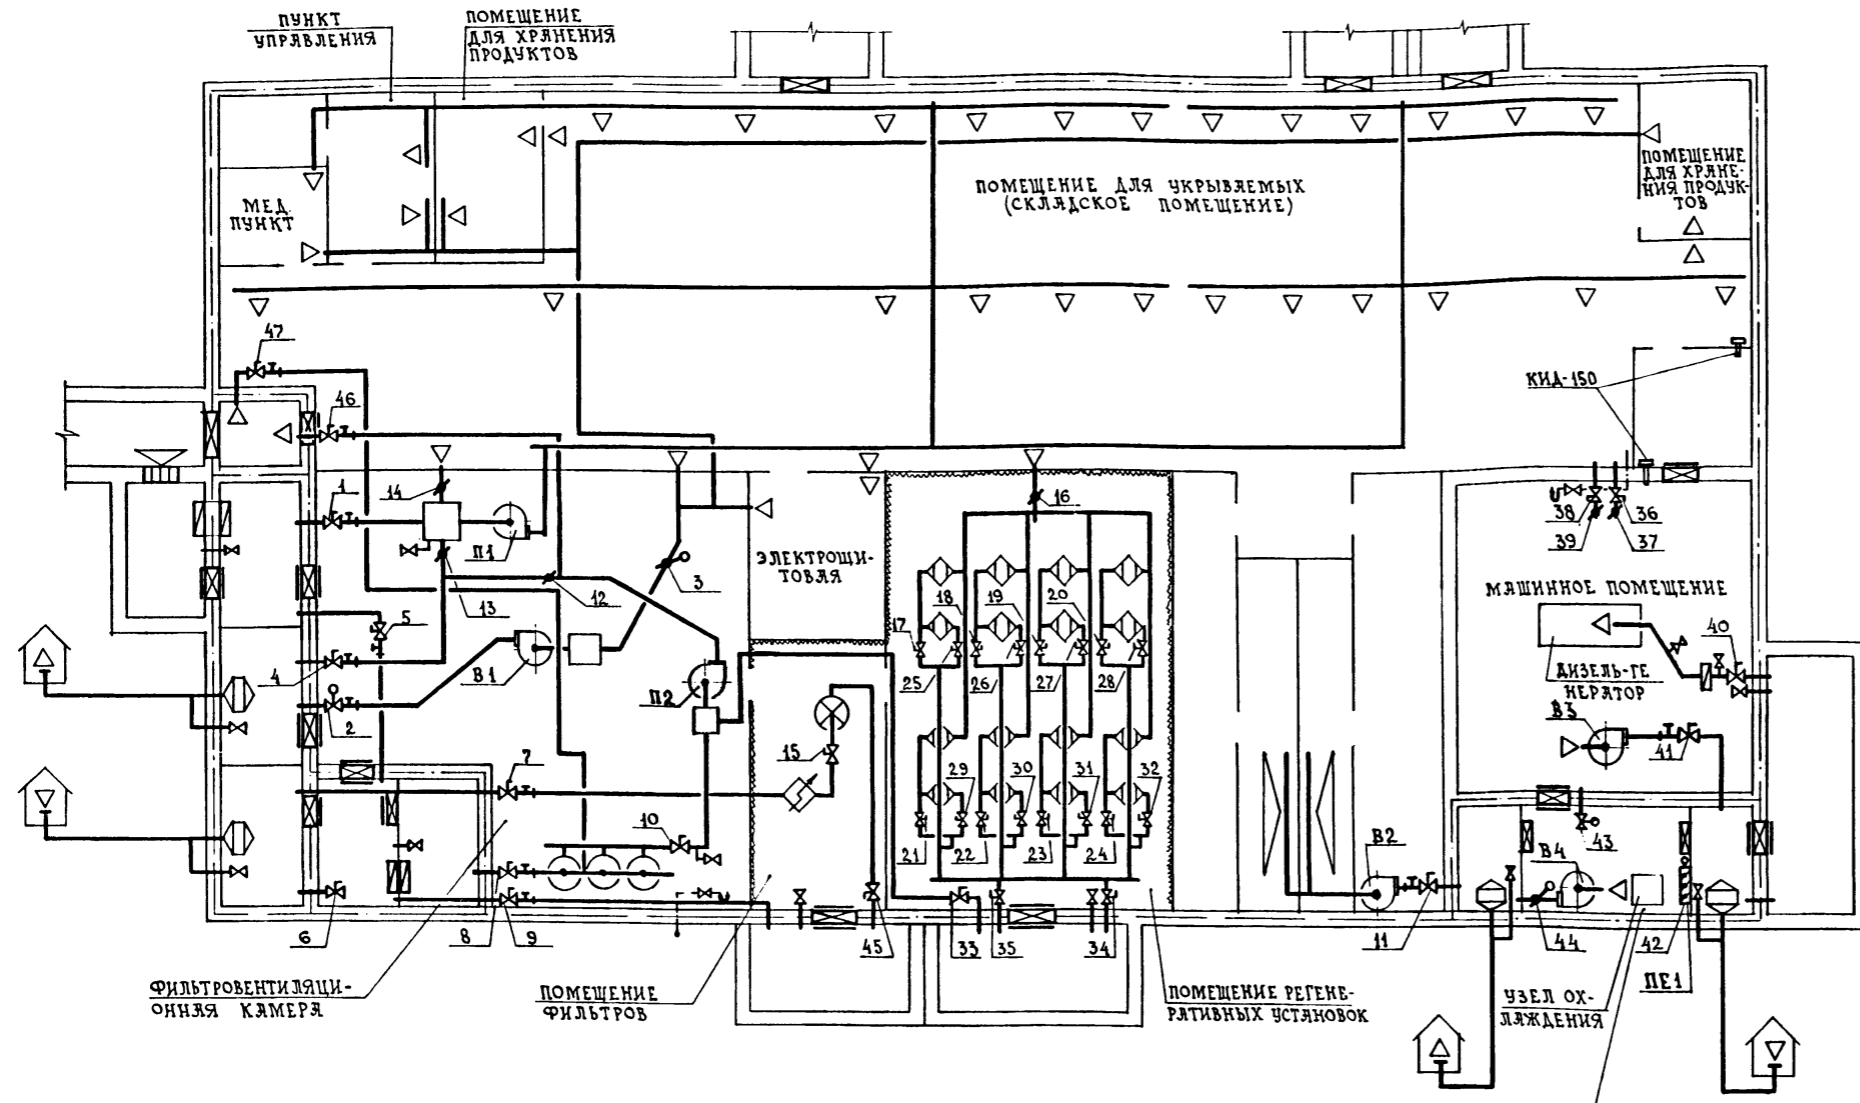 ПУНКТ
УПРАВЛЕНИЯ
ПОМЕЩЕНИЕ
ДЛЯ ХРАНЕНИЯ
ПРОДУКТОВ
МЕД.
ПУНКТ
ПОМЕЩЕНИЕ ДЛЯ УКРЫВАЕМЫХ
(СКЛАДСКОЕ ПОМЕЩЕНИЕ)
ПОМЕЩЕНИЕ
ДЛЯ ХРАНЕ-
НИЯ ПРОДУК-
ТОВ
47
46
КИД-150
1
14
П1
13
12
3
ЭЛЕКТРОЩИ-
ТОВАЯ
16
38
36
39
37
МАШИННОЕ ПОМЕЩЕНИЕ
5
4
2
В1
П2
17
18
19
20
25
26
27
28
40
ДИЗЕЛЬ-ГЕ
НЕРАТОР
В3
41
7
15
29
30
31
32
10
21
22
23
24
В2
В4
43
6
8
9
45
33
35
34
11
44
42
ПЕ1
ФИЛЬТРОВЕНТИЛЯЦИ-
ОННАЯ КАМЕРА
ПОМЕЩЕНИЕ
ФИЛЬТРОВ
ПОМЕЩЕНИЕ РЕГЕНЕ-
РАТИВНЫХ УСТАНОВОК
УЗЕЛ ОХ-
ЛАЖДЕНИЯ